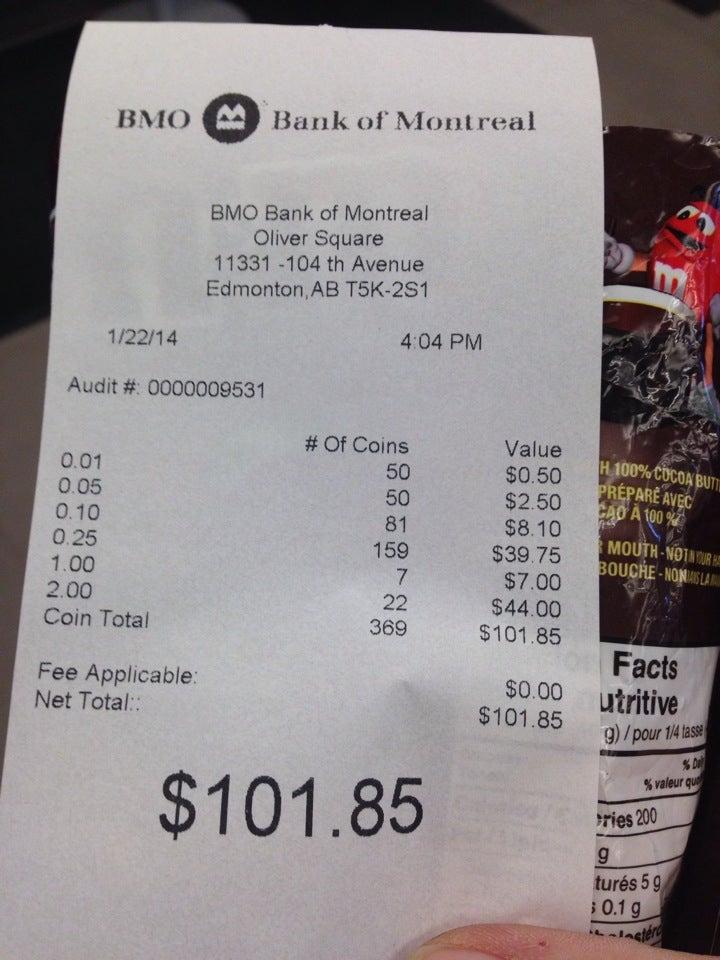 BMO Bank of Montreal
BMO Bank of Montreal
Oliver Square
11331 -104 th Avenue
Edmonton,AB T5K-2S1
1/22/14 4:04 PM
Audit #: 0000009531
# Of Coins Value
0.01 50 $0.50
0.05 50 $2.50
0.10 81 $8.10
0.25 159 $39.75
1.00 7 $7.00
2.00 22 $44.00
Coin Total 369 $101.85
Fee Applicable: $0.00
Net Total:: $101.85
$101.85
m
H 100% COCOA BUTT
PRÉPARÉ AVEC
CAO À 100 %
R MOUTH - NOT IN YOUR HA
BOUCHE - NON DANS LA M
Facts
utritive
g) / pour 1/4 tasse
% Dai
% valeur quo
ries 200
g
turés 5 g
s 0.1 g